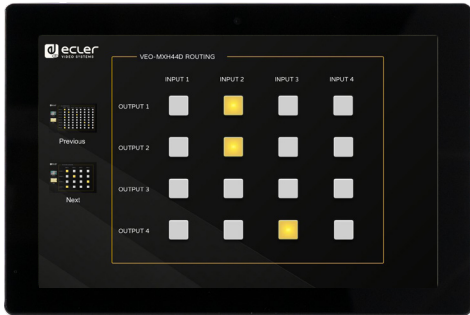 ecler
VIDEO SYSTEMS
VEO-MXH44D ROUTING
INPUT 1 INPUT 2 INPUT 3 INPUT 4
OUTPUT 1
OUTPUT 2
OUTPUT 3
OUTPUT 4
Previous
Next